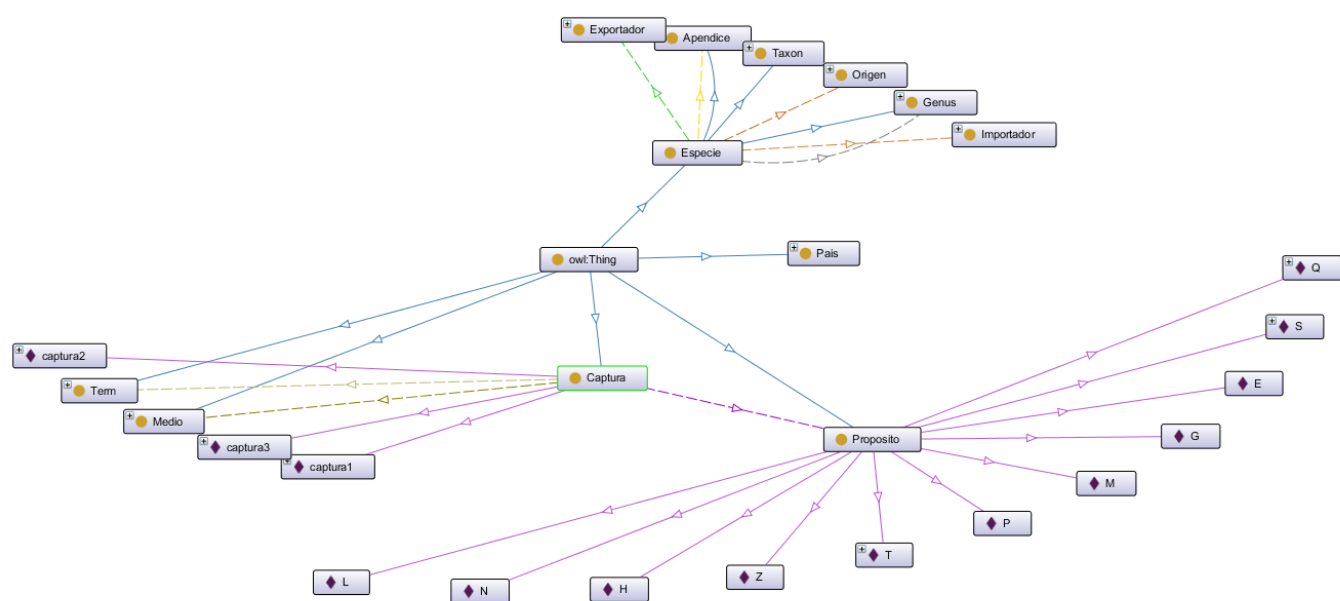 Exportador
Apendice
Taxon
Origen
Genus
Importador
Especie
owl:Thing
Pais
Q
S
captura2
Captura
Term
E
Medio
captura3
Proposito
G
captura1
M
P
T
Z
L
H
N